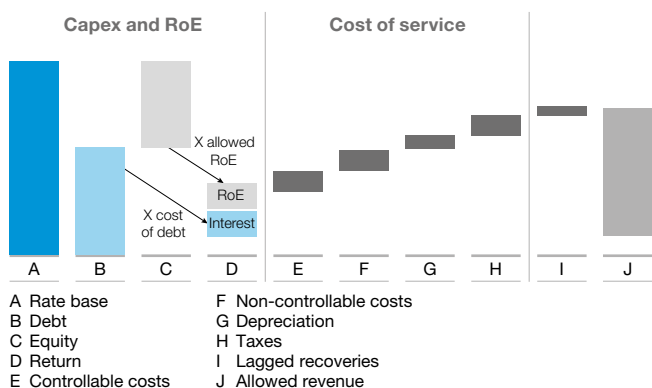 Capex and RoE
Cost of service
X allowed
RoE
RoE
X cost
of debt
Interest
A B C D E F G H I J
A Rate base
B Debt
C Equity
D Return
E Controllable costs
F Non-controllable costs
G Depreciation
H Taxes
I Lagged recoveries
J Allowed revenue